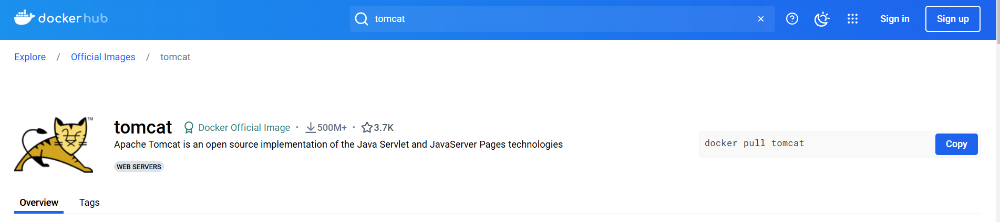 dockerhub
tomcat
Sign in
Sign up
Explore / Official Images / tomcat
TM
tomcat Docker Official Image • 500M+ • 3.7K
Apache Tomcat is an open source implementation of the Java Servlet and JavaServer Pages technologies
docker pull tomcat
Copy
WEB SERVERS
Overview Tags